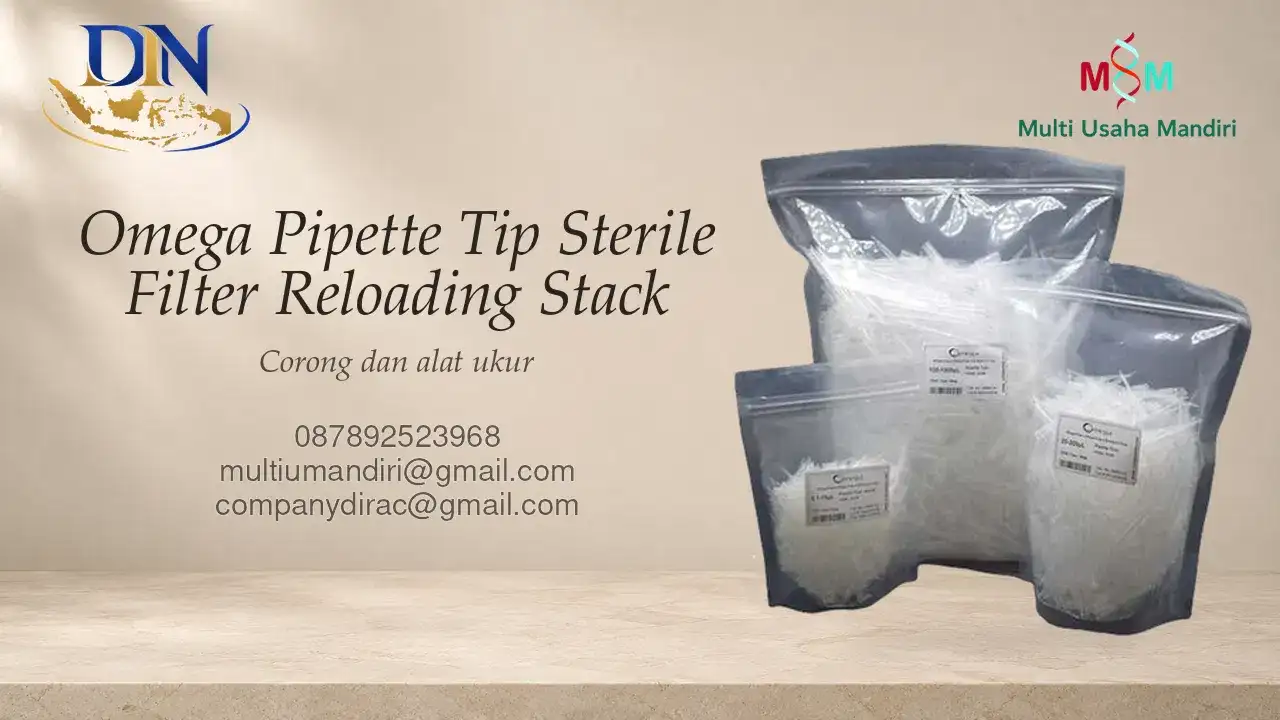 DN
M M
Multi Usaha Mandiri
Omega Pipette Tip Sterile
Filter Reloading Stack
Corong dan alat ukur
087892523968
multiumandiri@gmail.com
companydirac@gmail.com